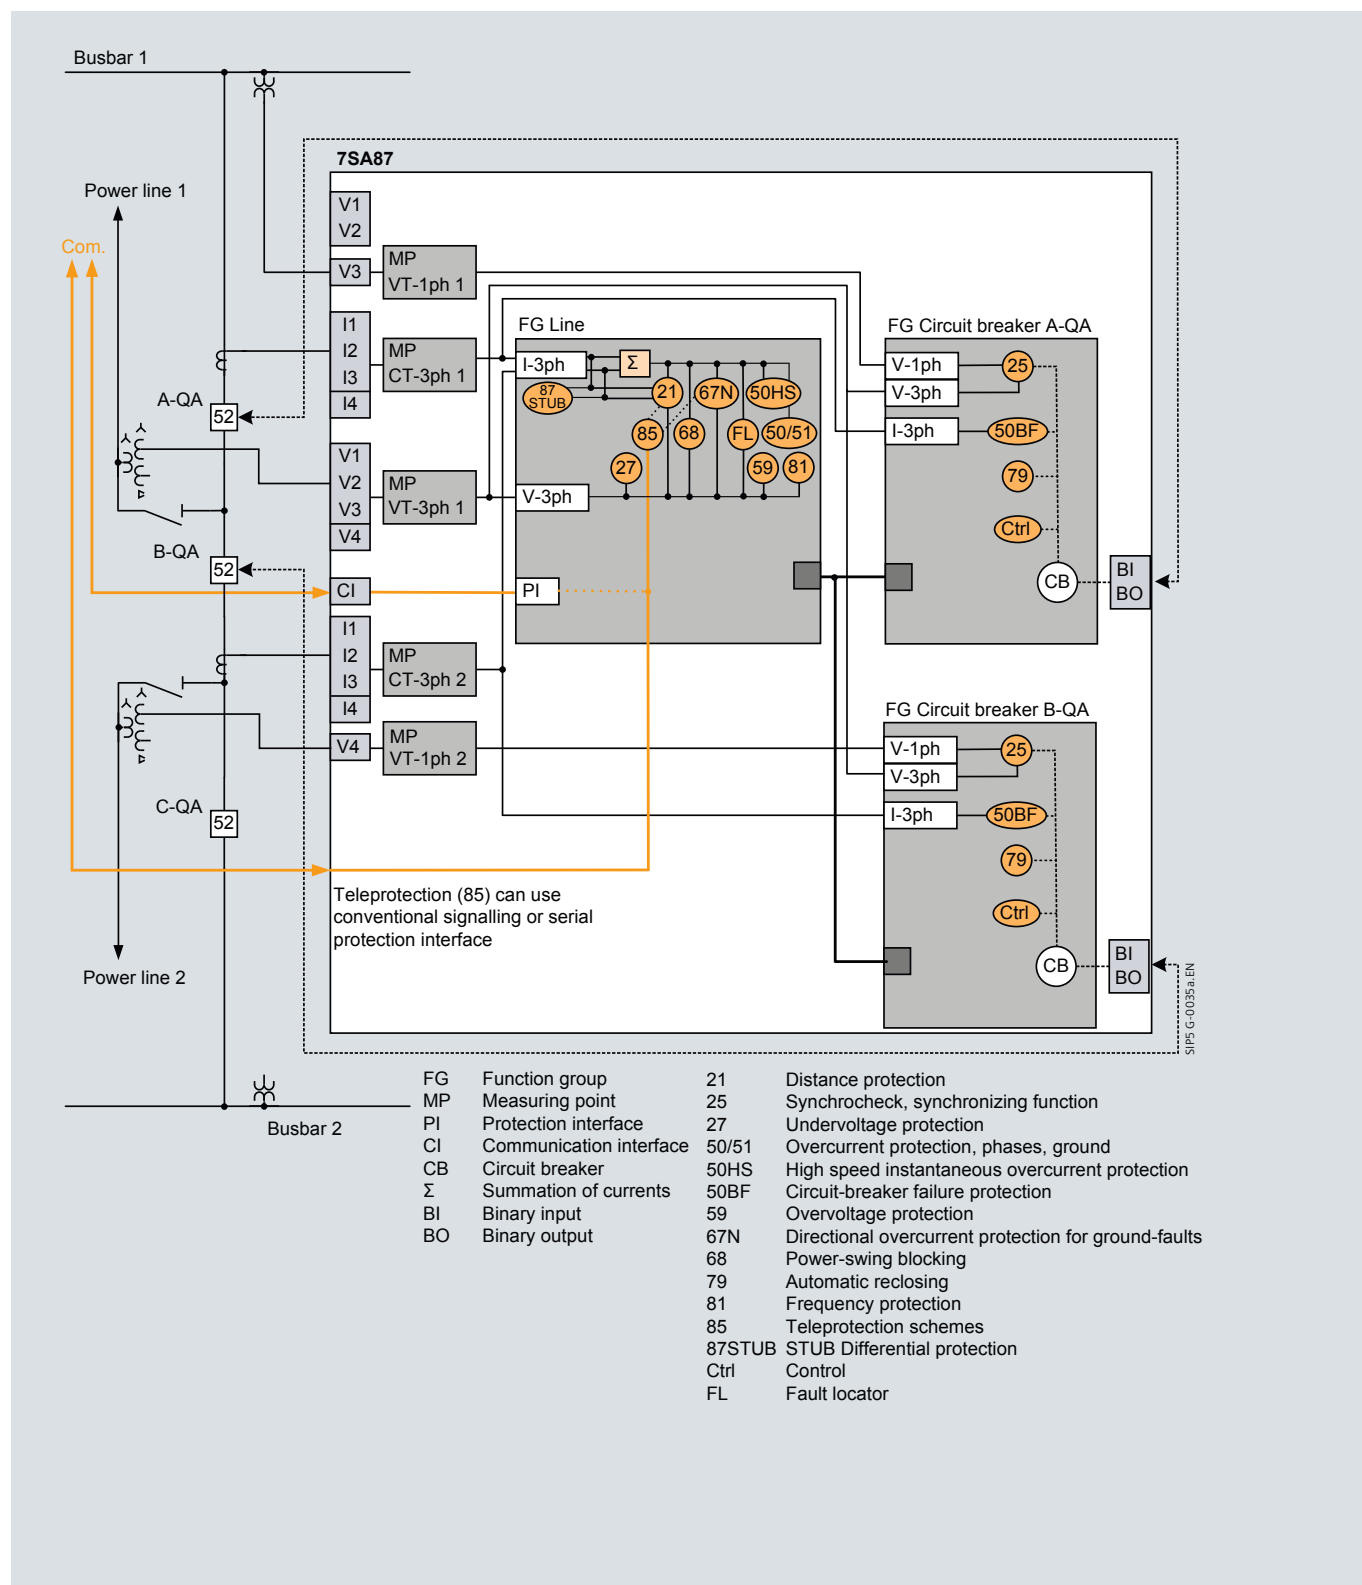 Busbar 1
7SA87
Power line 1
Com.
V1
V2
V3
MP
VT-1ph 1
I1
I2
I3
I4
MP
CT-3ph 1
A-QA
52
V1
V2
V3
V4
MP
VT-3ph 1
B-QA
52
CI
I1
I2
I3
I4
MP
CT-3ph 2
V4
MP
VT-1ph 2
C-QA
52
Power line 2
Busbar 2
FG Line
I-3ph
Σ
87
STUB
21
67N
50HS
85
68
FL
50/51
27
59
81
V-3ph
PI
FG Circuit breaker A-QA
V-1ph
25
V-3ph
I-3ph
50BF
79
Ctrl
CB
BI
BO
FG Circuit breaker B-QA
V-1ph
25
V-3ph
I-3ph
50BF
79
Ctrl
CB
BI
BO
Teleprotection (85) can use
conventional signalling or serial
protection interface
SIP5 G-0035a.EN
FG Function group
MP Measuring point
PI Protection interface
CI Communication interface
CB Circuit breaker
Σ Summation of currents
BI Binary input
BO Binary output
21 Distance protection
25 Synchrocheck, synchronizing function
27 Undervoltage protection
50/51 Overcurrent protection, phases, ground
50HS High speed instantaneous overcurrent protection
50BF Circuit-breaker failure protection
59 Overvoltage protection
67N Directional overcurrent protection for ground-faults
68 Power-swing blocking
79 Automatic reclosing
81 Frequency protection
85 Teleprotection schemes
87STUB STUB Differential protection
Ctrl Control
FL Fault locator